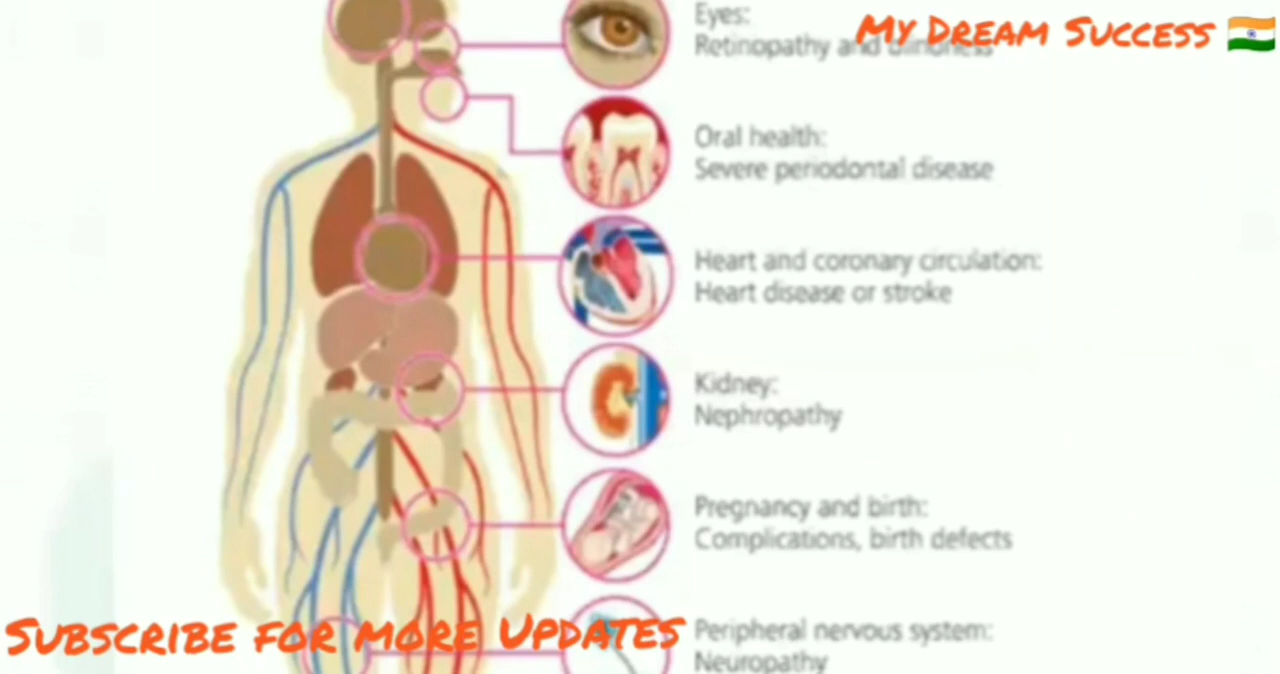 Eyes:
My Dream Success 🇮🇳
Retinopathy and blindness
Oral health:
Severe periodontal disease
Heart and coronary circulation:
Heart disease or stroke
Kidney:
Nephropathy
Pregnancy and birth:
Complications, birth defects
Subscribe for more Updates
Peripheral nervous system:
Neuropathy